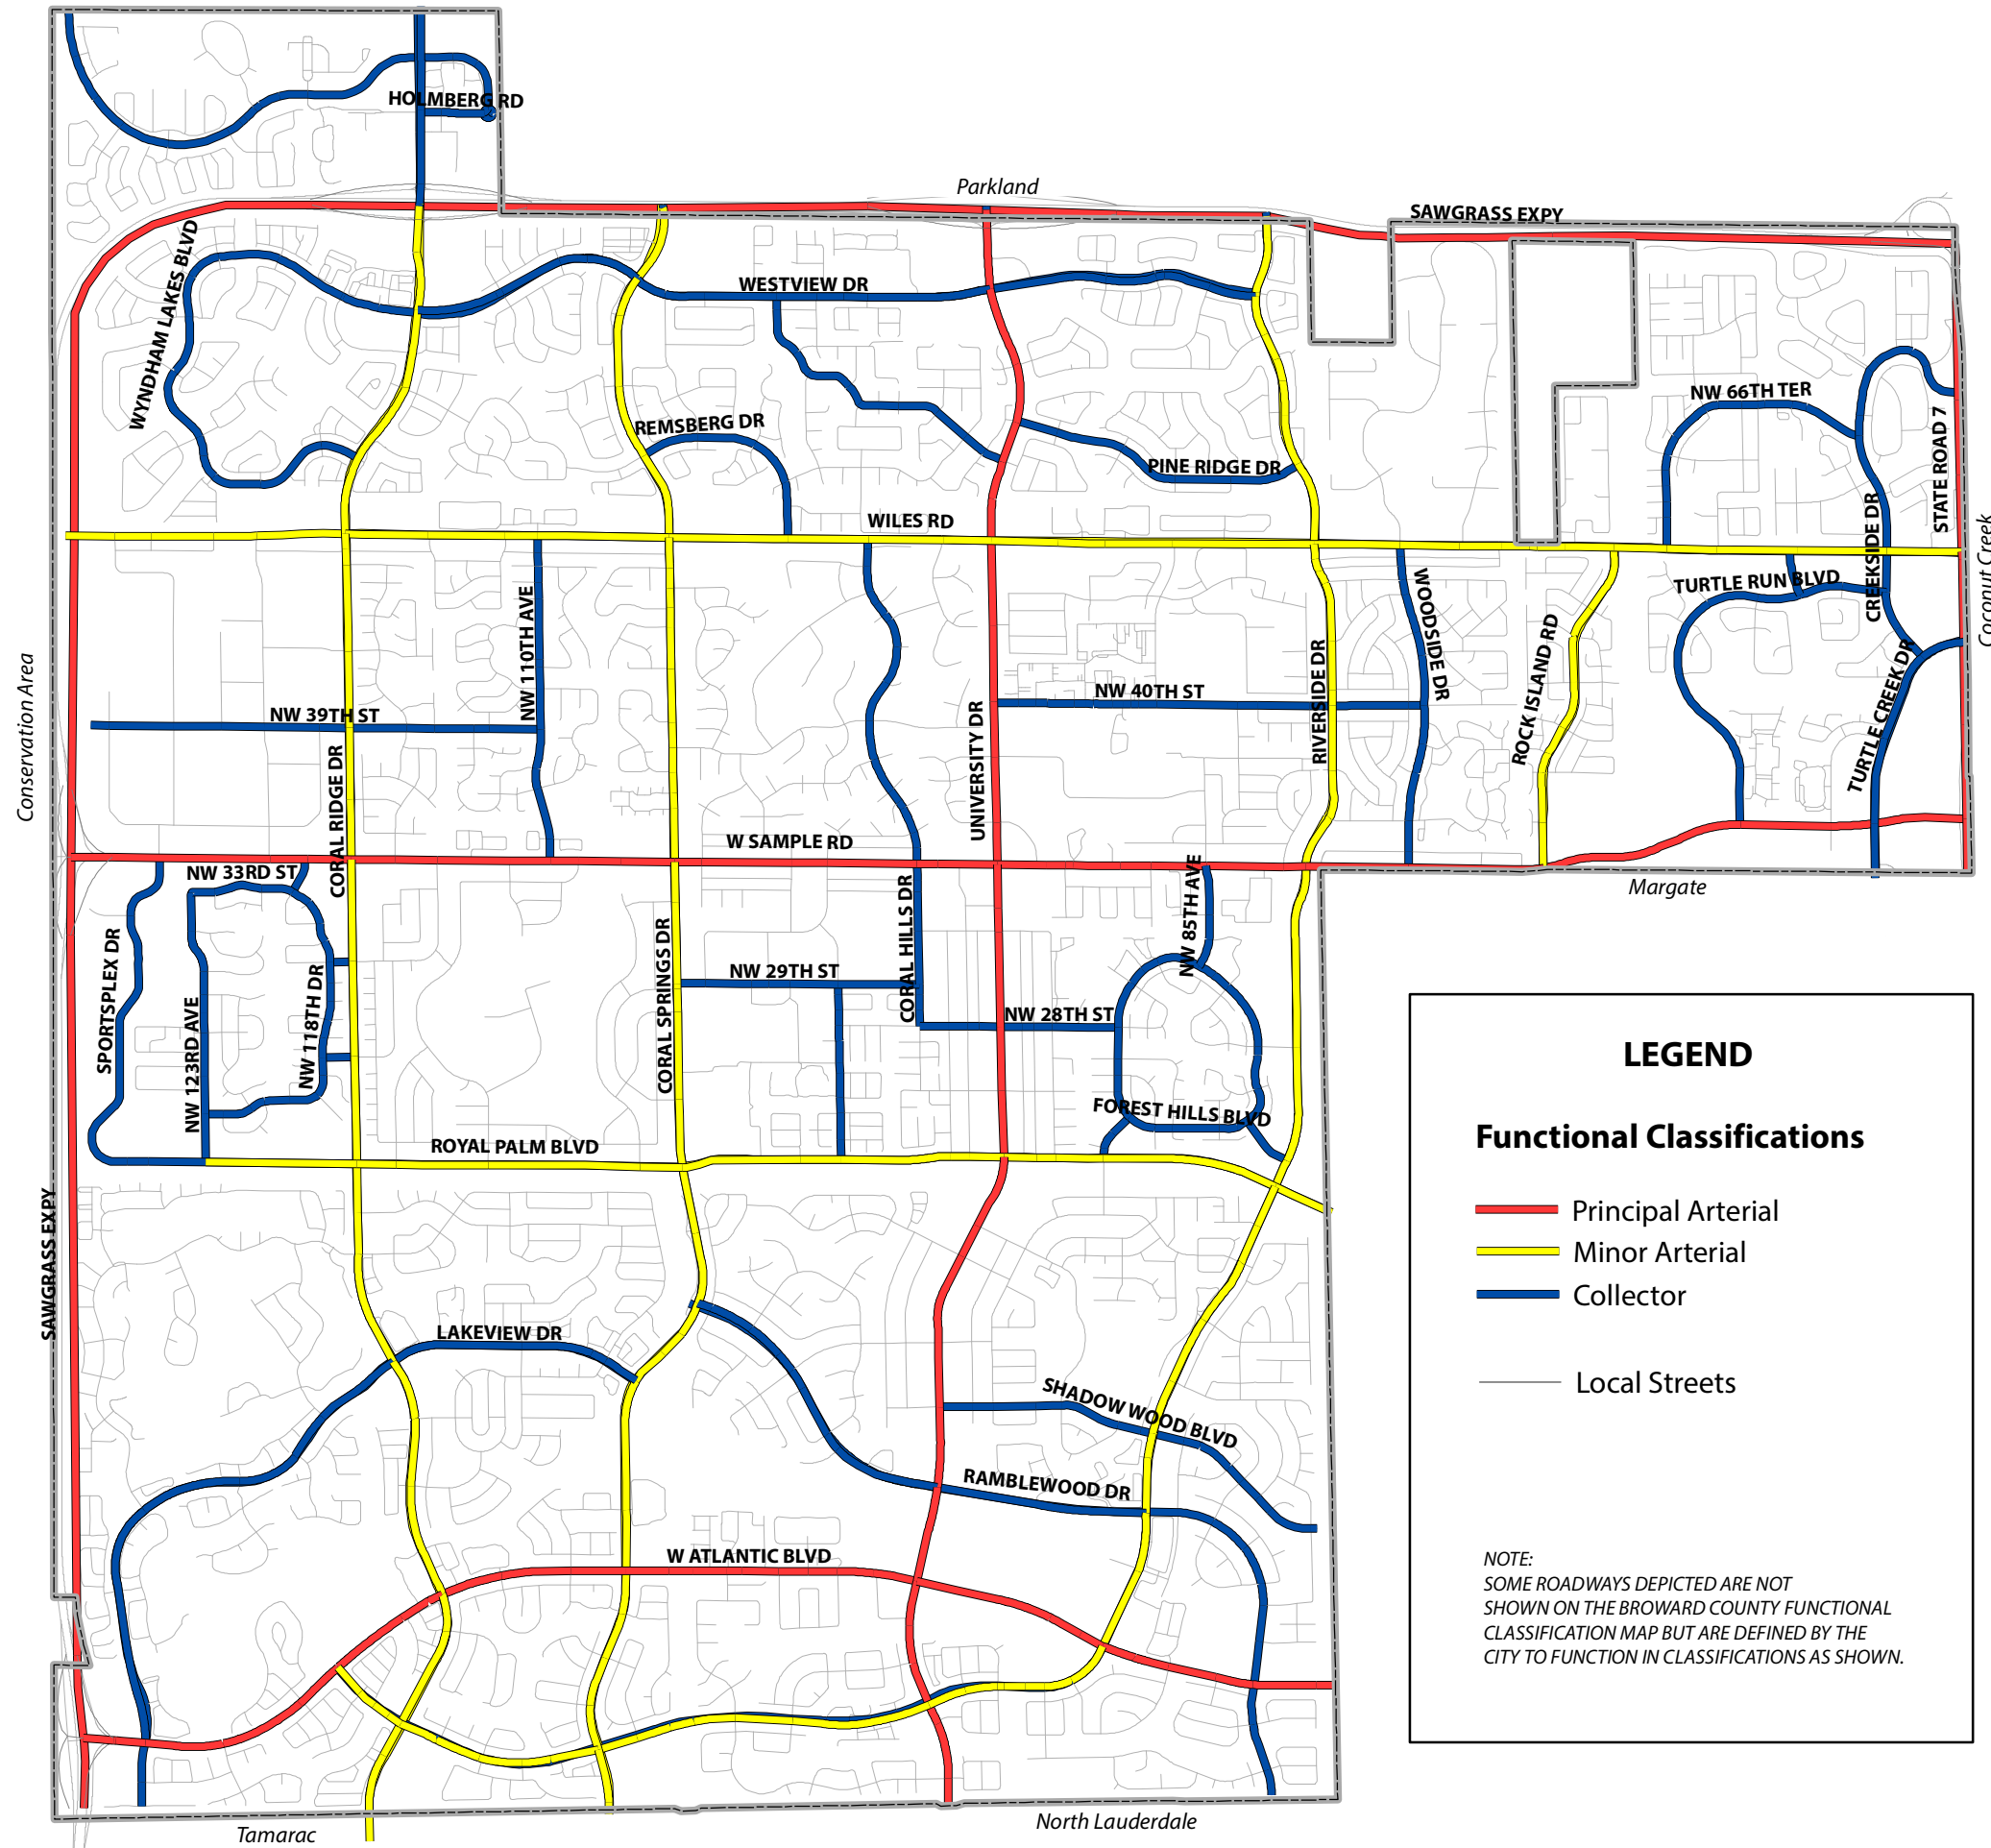 HOLMBERG RD
Parkland
SAWGRASS EXPY
WYNDHAM LAKES BLVD
WESTVIEW DR
NW 66TH TER
STATE ROAD 7
REMSBERG DR
PINE RIDGE DR
WILES RD
CREEKSIDE DR
Coconut Creek
TURTLE RUN BLVD
NW 110TH AVE
WOODSIDE DR
ROCK ISLAND RD
RIVERSIDE DR
TURTLE CREEK DR
Conservation Area
NW 39TH ST
NW 40TH ST
UNIVERSITY DR
CORAL RIDGE DR
W SAMPLE RD
NW 33RD ST
NW 85TH AVE
Margate
CORAL HILLS DR
SPORTSPLEX DR
NW 118TH DR
CORAL SPRINGS DR
NW 29TH ST
NW 123RD AVE
NW 28TH ST
FOREST HILLS BLVD
ROYAL PALM BLVD
SAWGRASS EXPY
LAKEVIEW DR
SHADOW WOOD BLVD
RAMBLEWOOD DR
W ATLANTIC BLVD
North Lauderdale
Tamarac
LEGEND
Functional Classifications
Principal Arterial
Minor Arterial
Collector
Local Streets
NOTE:
SOME ROADWAYS DEPICTED ARE NOT
SHOWN ON THE BROWARD COUNTY FUNCTIONAL
CLASSIFICATION MAP BUT ARE DEFINED BY THE
CITY TO FUNCTION IN CLASSIFICATIONS AS SHOWN.